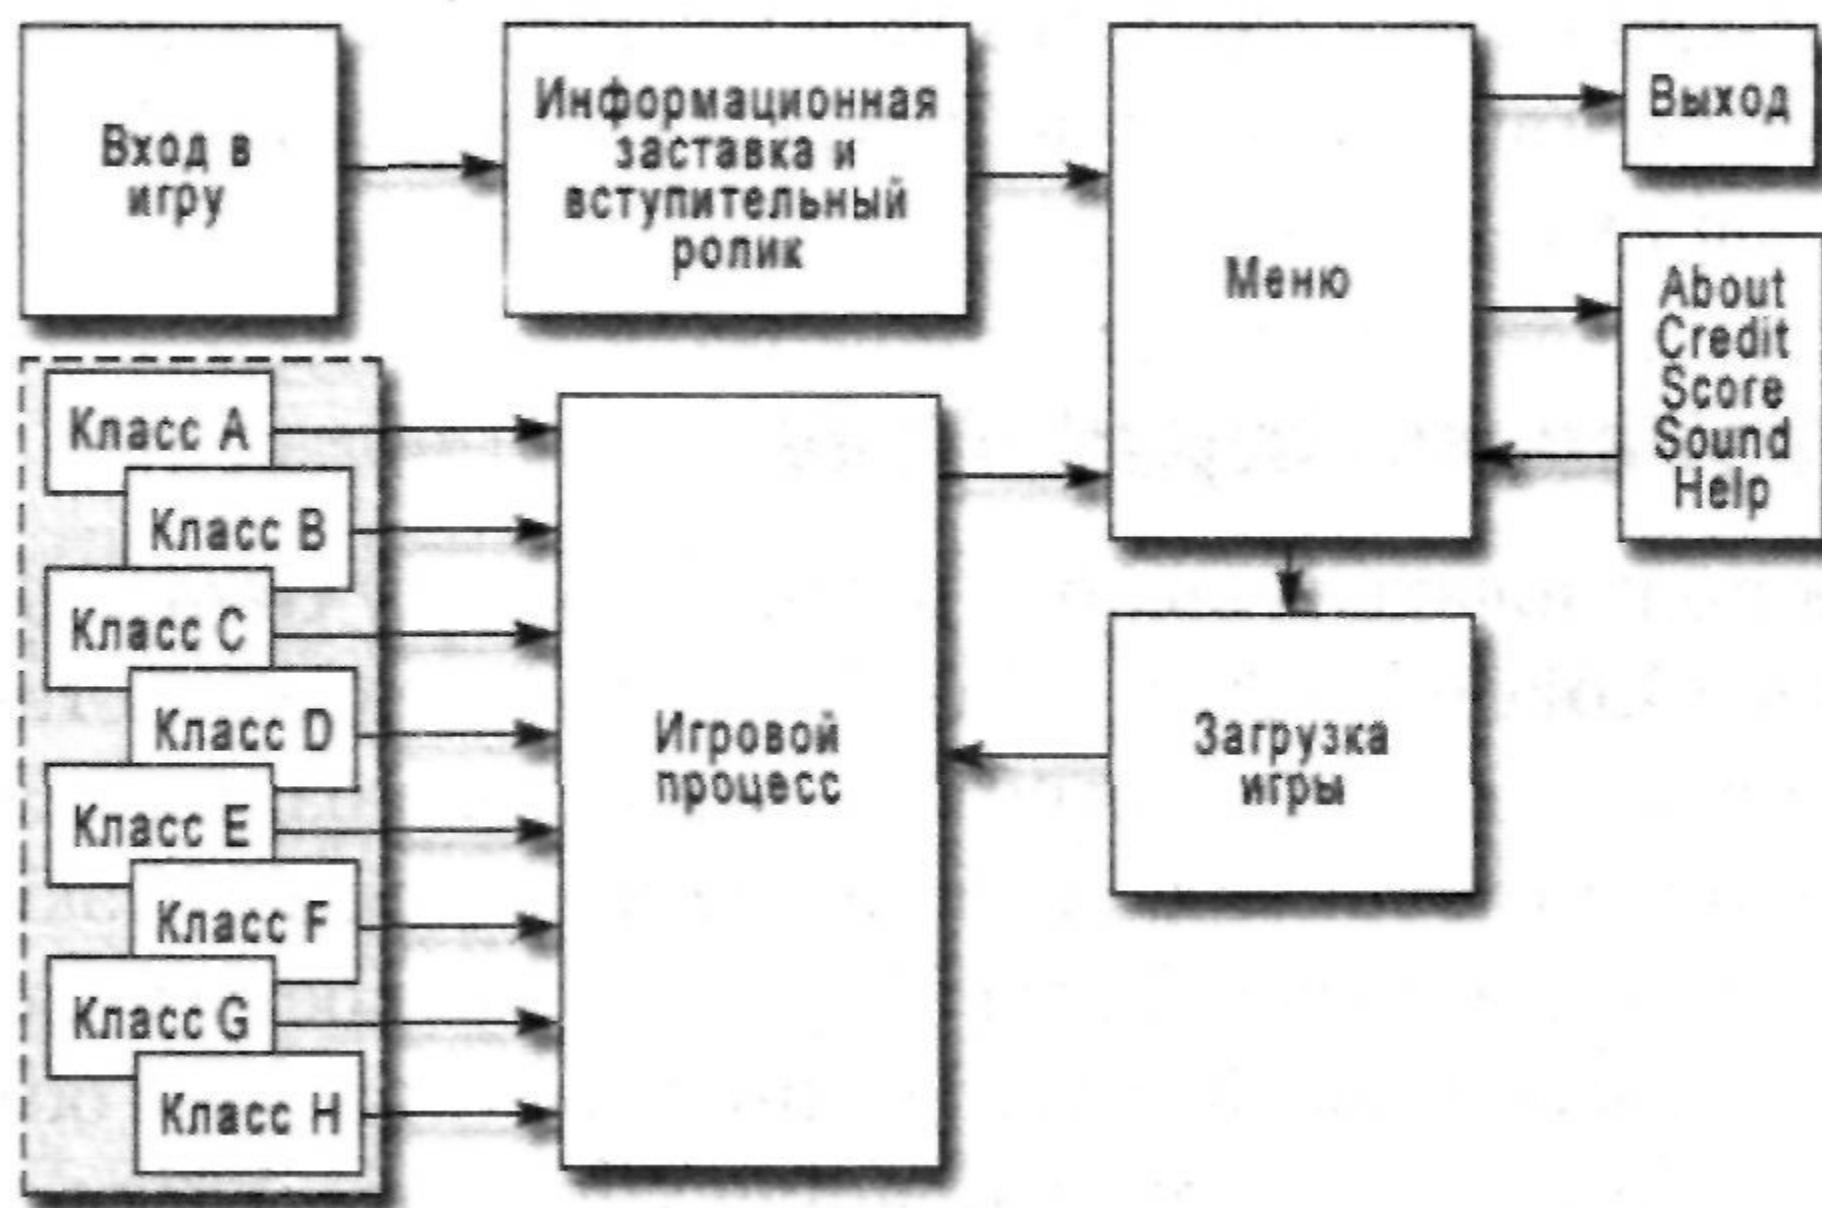 Вход в
игру
Информационная
заставка и
вступительный
ролик
Меню
Выход
About
Credit
Score
Sound
Help
Класс A
Класс B
Класс C
Класс D
Класс E
Класс F
Класс G
Класс H
Игровой
процесс
Загрузка
игры